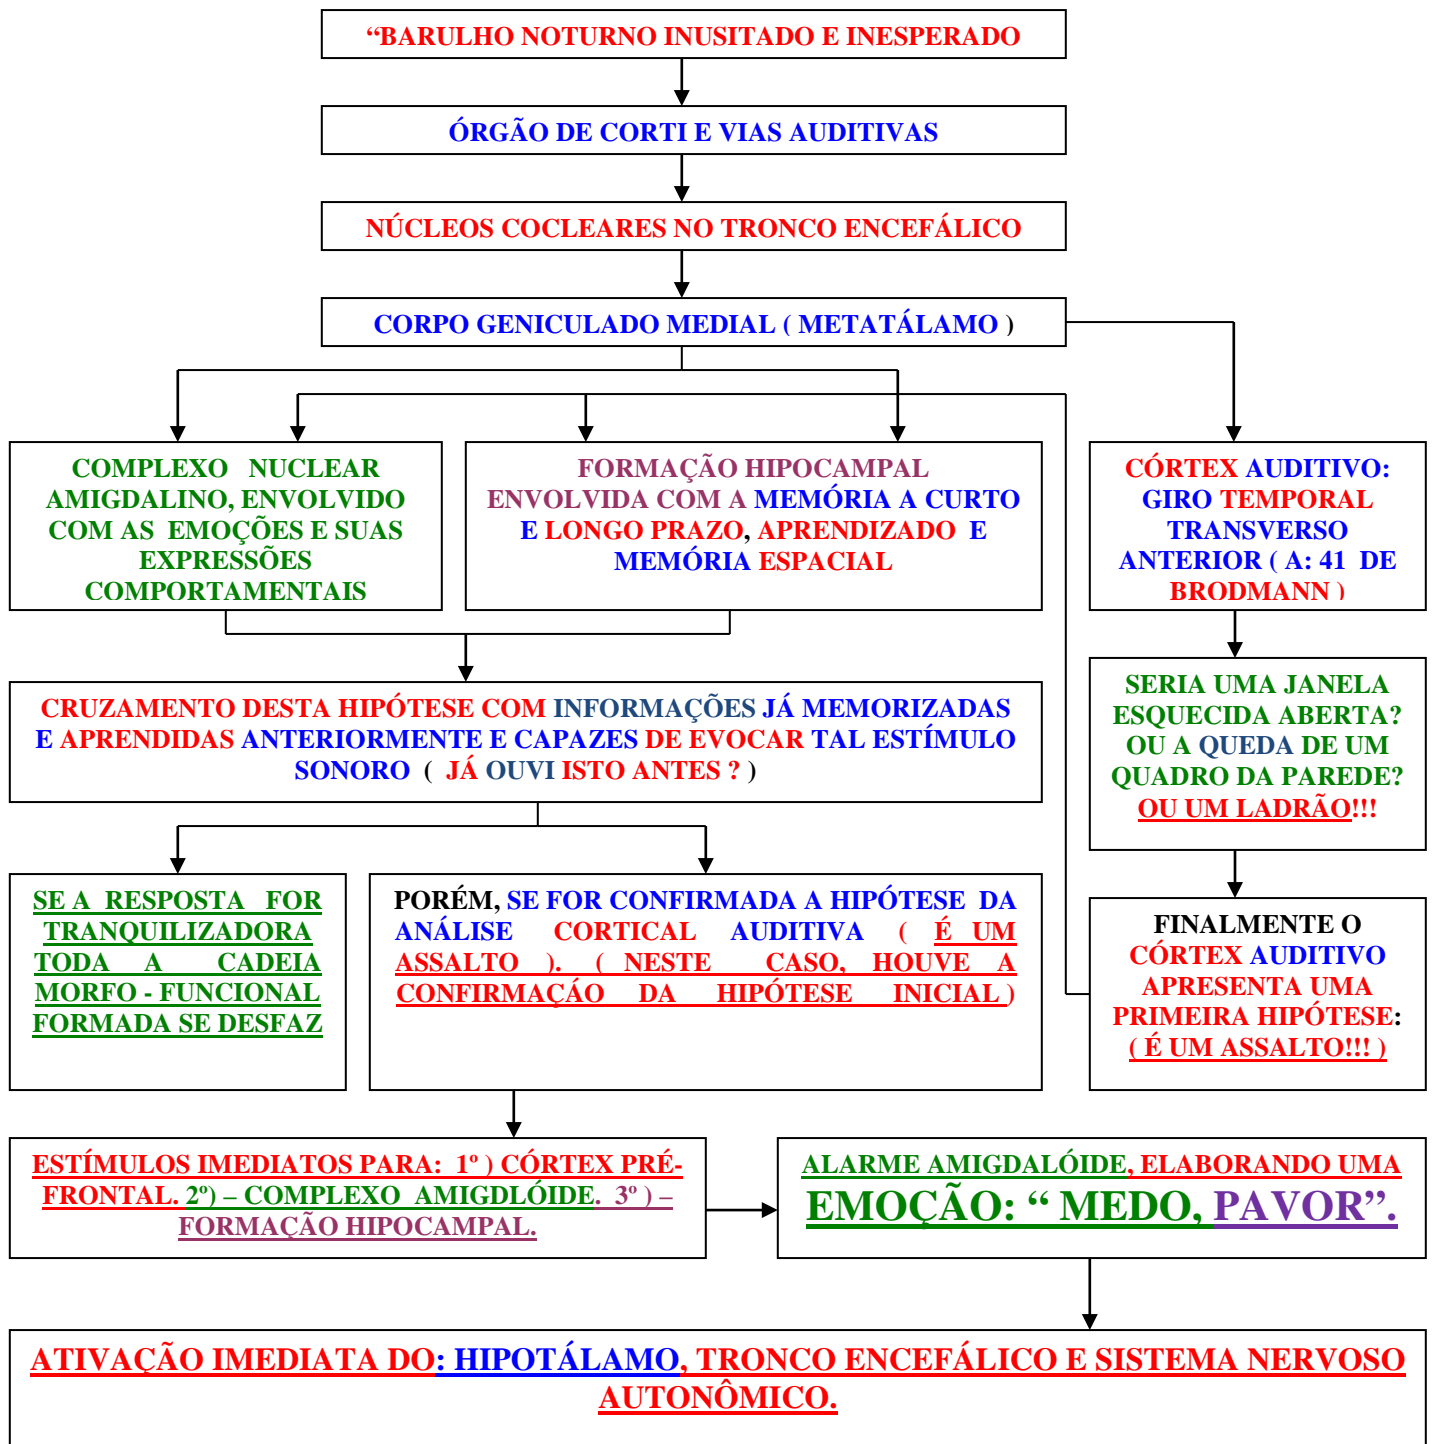 “BARULHO NOTURNO INUSITADO E INESPERADO
ÓRGÃO DE CORTI E VIAS AUDITIVAS
NÚCLEOS COCLEARES NO TRONCO ENCEFÁLICO
CORPO GENICULADO MEDIAL ( METATÁLAMO )
COMPLEXO NUCLEAR
AMIGDALINO, ENVOLVIDO
COM AS EMOÇÕES E SUAS
EXPRESSÕES
COMPORTAMENTAIS
FORMAÇÃO HIPOCAMPAL
ENVOLVIDA COM A MEMÓRIA A CURTO
E LONGO PRAZO, APRENDIZADO E
MEMÓRIA ESPACIAL
CÓRTEX AUDITIVO:
GIRO TEMPORAL
TRANSVERSO
ANTERIOR ( A: 41 DE
BRODMANN )
CRUZAMENTO DESTA HIPÓTESE COM INFORMAÇÕES JÁ MEMORIZADAS
E APRENDIDAS ANTERIORMENTE E CAPAZES DE EVOCAR TAL ESTÍMULO
SONORO ( JÁ OUVI ISTO ANTES ? )
SERIA UMA JANELA
ESQUECIDA ABERTA?
OU A QUEDA DE UM
QUADRO DA PAREDE?
OU UM LADRÃO!!!
SE A RESPOSTA FOR
TRANQUILIZADORA
TODA A CADEIA
MORFO - FUNCIONAL
FORMADA SE DESFAZ
PORÉM, SE FOR CONFIRMADA A HIPÓTESE DA
ANÁLISE CORTICAL AUDITIVA ( É UM
ASSALTO ). ( NESTE CASO, HOUVE A
CONFIRMAÇÁO DA HIPÓTESE INICIAL )
FINALMENTE O
CÓRTEX AUDITIVO
APRESENTA UMA
PRIMEIRA HIPÓTESE:
( É UM ASSALTO!!! )
ESTÍMULOS IMEDIATOS PARA: 1º ) CÓRTEX PRÉ-
FRONTAL. 2º) – COMPLEXO AMIGDLÓIDE. 3º ) –
FORMAÇÃO HIPOCAMPAL.
ALARME AMIGDALÓIDE, ELABORANDO UMA
EMOÇÃO: “ MEDO, PAVOR”.
ATIVAÇÃO IMEDIATA DO: HIPOTÁLAMO, TRONCO ENCEFÁLICO E SISTEMA NERVOSO
AUTONÔMICO.